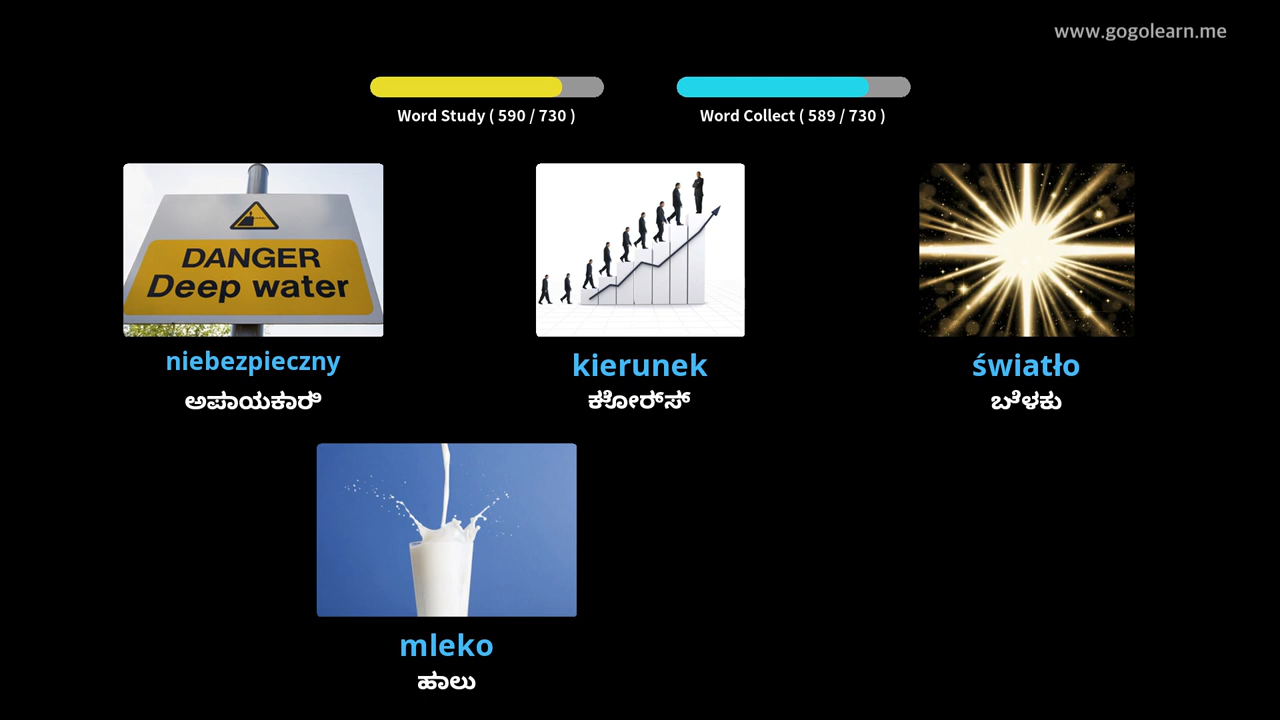 www.gogolearn.me
Word Study ( 590 / 730 )
Word Collect ( 589 / 730 )
DANGER
Deep water
niebezpieczny
ಅಪಾಯಕಾರಿ
kierunek
ಕೋರ್ಸ್
światło
ಬೆಳಕು
mleko
ಹಾಲು